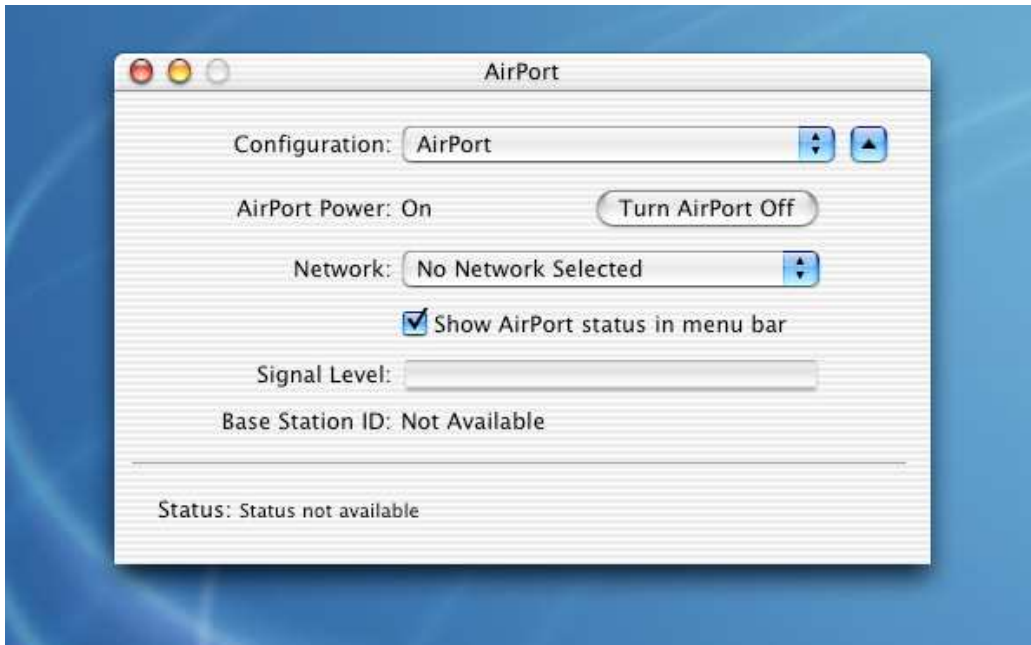 AirPort
Configuration: AirPort
AirPort Power: On Turn AirPort Off
Network: No Network Selected
Show AirPort status in menu bar
Signal Level:
Base Station ID: Not Available
Status: Status not available